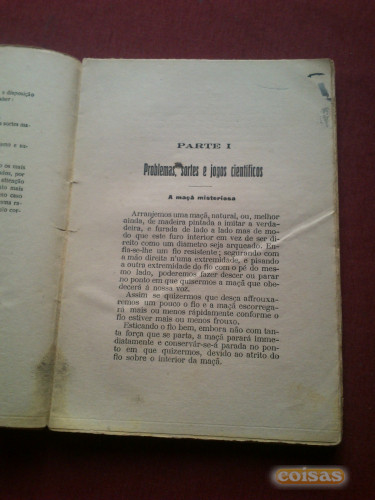 e disposição
sortes ou-
PARTE I
Problemas, sortes e jogos cientificos
A maçã misteriosa
Arranjemos uma maçã, natural, ou, melhor
ainda, de madeira pintada a imitar a verda-
deira, e furada de lado a lado mas de mo-
do que este furo interior em vez de ser di-
reito como um diametro seja arqueado. En-
fia-se-lhe um fio resistente; segurando com
a mão direita n'uma extremidade, e pisando
a outra extremidade do fio com o pé do mesmo
lado, poderemos fazer descer ou parar
no ponto em que quizermos a maçã que obe-
decerá á nossa voz.
Assim se quizermos que desça affrouxa-
remos um pouco o fio e a maçã escorrega-
rá mais ou menos rápidamente conforme o
fio estiver mais ou menos frouxo.
Esticando o fio bem, embora não com tan-
ta força que se parta, a maçã parará im-
mediatamente e conservar-se-á parada no pon-
to em que quizermos, devido ao atrito do
fio sobre o interior da maçã.
coisas